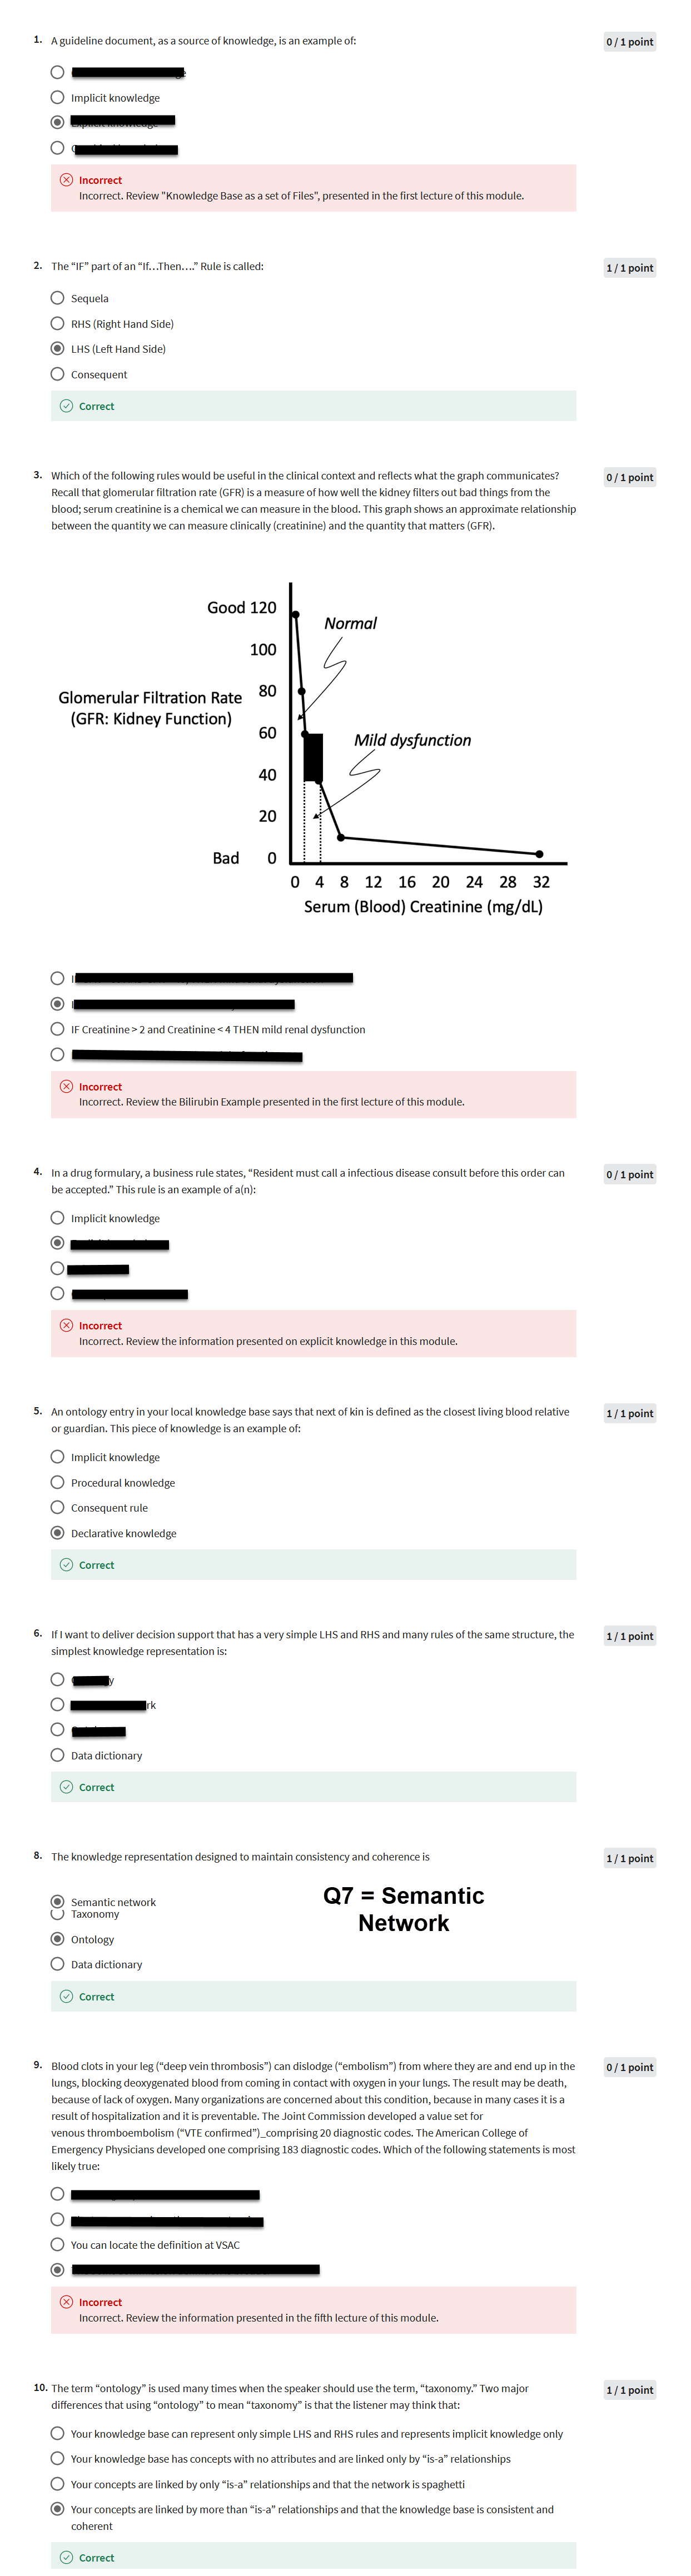 1. A guideline document, as a source of knowledge, is an example of:
0 / 1 point
Implicit knowledge
Incorrect
Incorrect. Review "Knowledge Base as a set of Files", presented in the first lecture of this module.
2. The “IF” part of an “If…Then….” Rule is called:
1 / 1 point
Sequela
RHS (Right Hand Side)
LHS (Left Hand Side)
Consequent
Correct
3. Which of the following rules would be useful in the clinical context and reflects what the graph communicates?
0 / 1 point
Recall that glomerular filtration rate (GFR) is a measure of how well the kidney filters out bad things from the
blood; serum creatinine is a chemical we can measure in the blood. This graph shows an approximate relationship
between the quantity we can measure clinically (creatinine) and the quantity that matters (GFR).
Good 120
Normal
100
80
Glomerular Filtration Rate
(GFR: Kidney Function)
60
Mild dysfunction
40
20
Bad 0
0 4 8 12 16 20 24 28 32
Serum (Blood) Creatinine (mg/dL)
IF Creatinine > 2 and Creatinine < 4 THEN mild renal dysfunction
Incorrect
Incorrect. Review the Bilirubin Example presented in the first lecture of this module.
4. In a drug formulary, a business rule states, “Resident must call a infectious disease consult before this order can
0 / 1 point
be accepted.” This rule is an example of a(n):
Implicit knowledge
Incorrect
Incorrect. Review the information presented on explicit knowledge in this module.
5. An ontology entry in your local knowledge base says that next of kin is defined as the closest living blood relative
1 / 1 point
or guardian. This piece of knowledge is an example of:
Implicit knowledge
Procedural knowledge
Consequent rule
Declarative knowledge
Correct
6. If I want to deliver decision support that has a very simple LHS and RHS and many rules of the same structure, the
1 / 1 point
simplest knowledge representation is:
Data dictionary
Correct
8. The knowledge representation designed to maintain consistency and coherence is
1 / 1 point
Q7 = Semantic
Network
Semantic network
Taxonomy
Ontology
Data dictionary
Correct
9. Blood clots in your leg (“deep vein thrombosis”) can dislodge (“embolism”) from where they are and end up in the
0 / 1 point
lungs, blocking deoxygenated blood from coming in contact with oxygen in your lungs. The result may be death,
because of lack of oxygen. Many organizations are concerned about this condition, because in many cases it is a
result of hospitalization and it is preventable. The Joint Commission developed a value set for
venous thromboembolism (“VTE confirmed”)_comprising 20 diagnostic codes. The American College of
Emergency Physicians developed one comprising 183 diagnostic codes. Which of the following statements is most
likely true:
You can locate the definition at VSAC
Incorrect
Incorrect. Review the information presented in the fifth lecture of this module.
10. The term “ontology” is used many times when the speaker should use the term, “taxonomy.” Two major
1 / 1 point
differences that using “ontology” to mean “taxonomy” is that the listener may think that:
Your knowledge base can represent only simple LHS and RHS rules and represents implicit knowledge only
Your knowledge base has concepts with no attributes and are linked only by “is-a” relationships
Your concepts are linked by only “is-a” relationships and that the network is spaghetti
Your concepts are linked by more than “is-a” relationships and that the knowledge base is consistent and
coherent
Correct